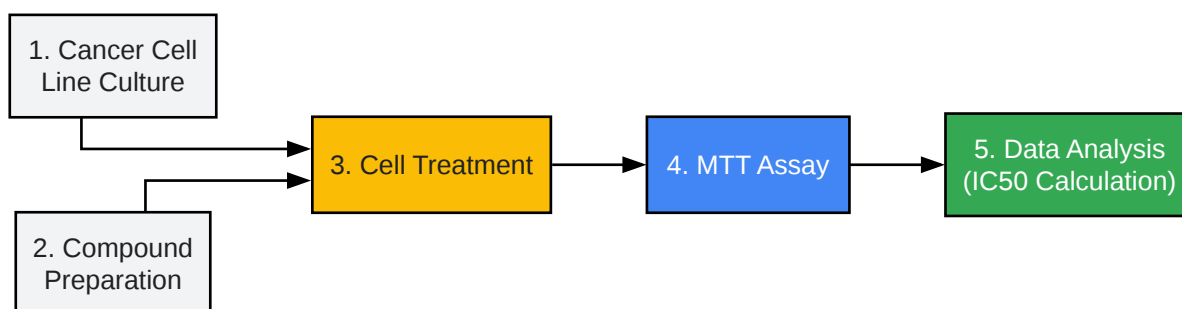 1. Cancer Cell
Line Culture
2. Compound
Preparation
3. Cell Treatment
4. MTT Assay
5. Data Analysis
(IC50 Calculation)